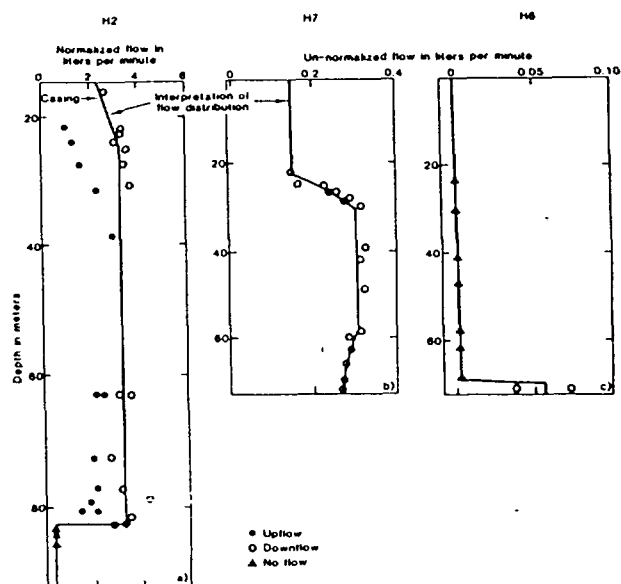 H2
H7
H6
Normalized flow in
liters per minute
Un-normalized flow in liters per minute
0 2 4 6
0 0.2 0.4
0 0.05 0.10
Casing
Interpretation of
flow distribution
20
40
60
80
Depth in meters
20
40
60
b)
20
40
60
c)
a)
Upflow
Downflow
No flow